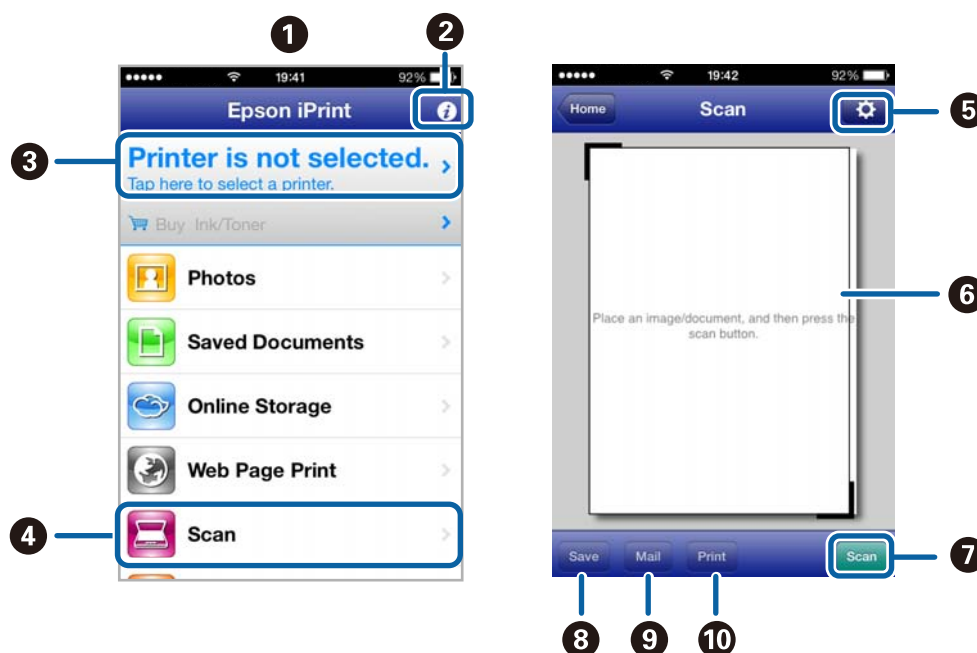 1
2
19:41
92%
Epson iPrint
i
3
Printer is not selected.
Tap here to select a printer.
Buy Ink/Toner
Photos
Saved Documents
Online Storage
Web Page Print
4
Scan
19:42
92%
Home
Scan
5
6
Place an image/document, and then press the
scan button.
Save
Mail
Print
Scan
7
8
9
10